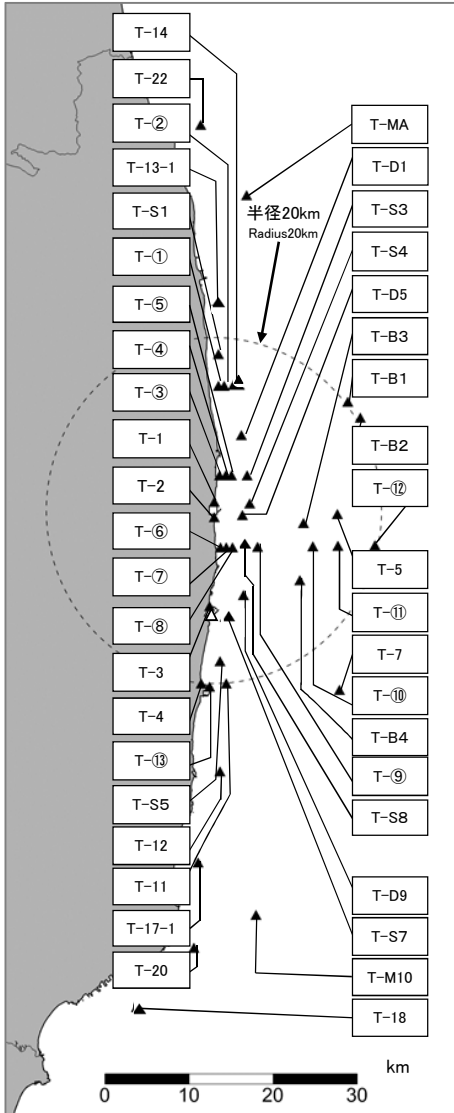 T-14
T-22
T-②
T-13-1
T-S1
T-①
T-⑤
T-④
T-③
T-1
T-2
T-⑥
T-⑦
T-⑧
T-3
T-4
T-⑬
T-S5
T-12
T-11
T-17-1
T-20
半径20km
Radius20km
T-MA
T-D1
T-S3
T-S4
T-D5
T-B3
T-B1
T-B2
T-⑫
T-5
T-⑪
T-7
T-⑩
T-B4
T-⑨
T-S8
T-D9
T-S7
T-M10
T-18
km
0 10 20 30